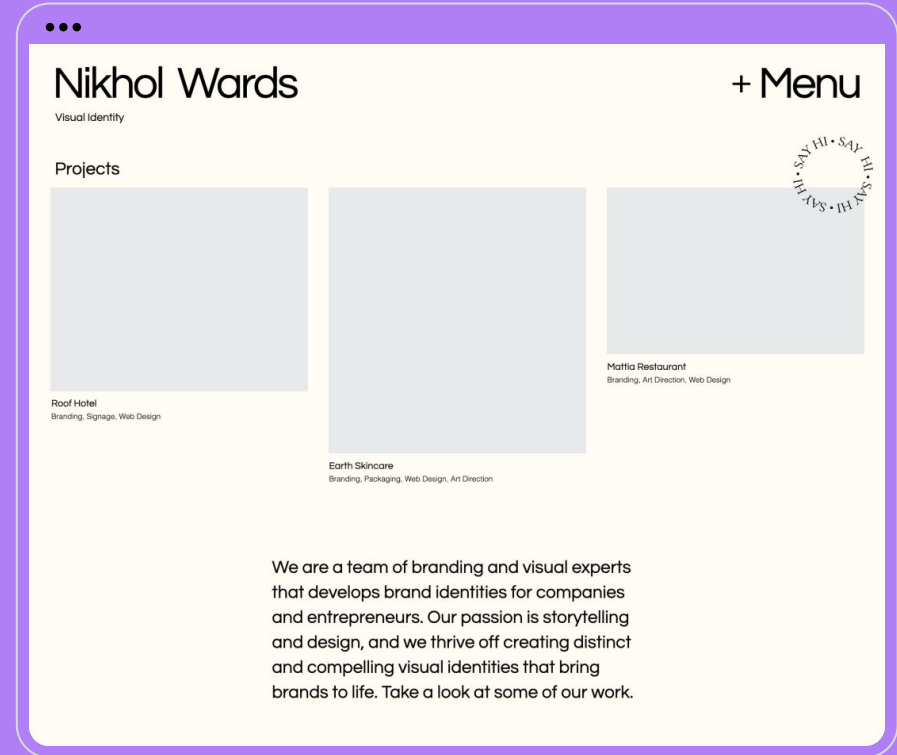 Nikhol Wards
+ Menu
Visual Identity
SAY HI • SAY HI • SAY HI • SAY HI •
Projects
Roof Hotel
Branding, Signage, Web Design
Earth Skincare
Branding, Packaging, Web Design, Art Direction
Mattia Restaurant
Branding, Art Direction, Web Design
We are a team of branding and visual experts
that develops brand identities for companies
and entrepreneurs. Our passion is storytelling
and design, and we thrive off creating distinct
and compelling visual identities that bring
brands to life. Take a look at some of our work.